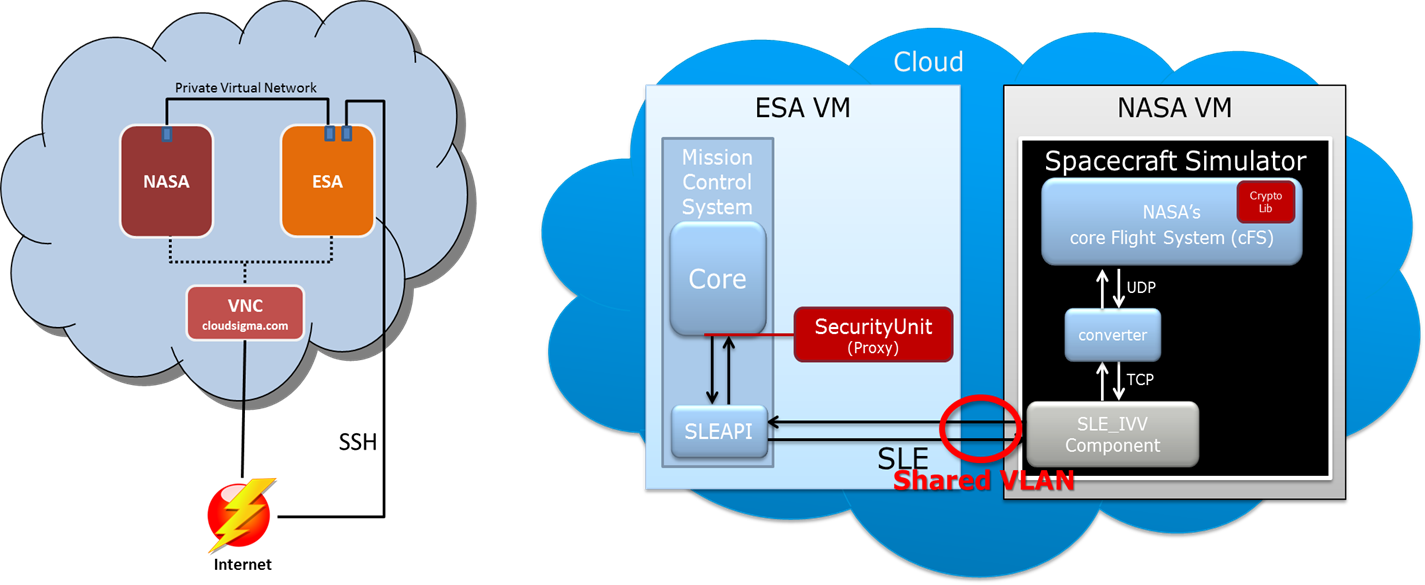 Private Virtual Network
NASA
ESA
VNC
cloudsigma.com
SSH
Internet
Cloud
ESA VM
Mission
Control
System
Core
SecurityUnit
(Proxy)
SLEAPI
SLE
Shared VLAN
NASA VM
Spacecraft Simulator
Crypto
Lib
NASA's
core Flight System (cFS)
UDP
converter
TCP
SLE_IVV
Component